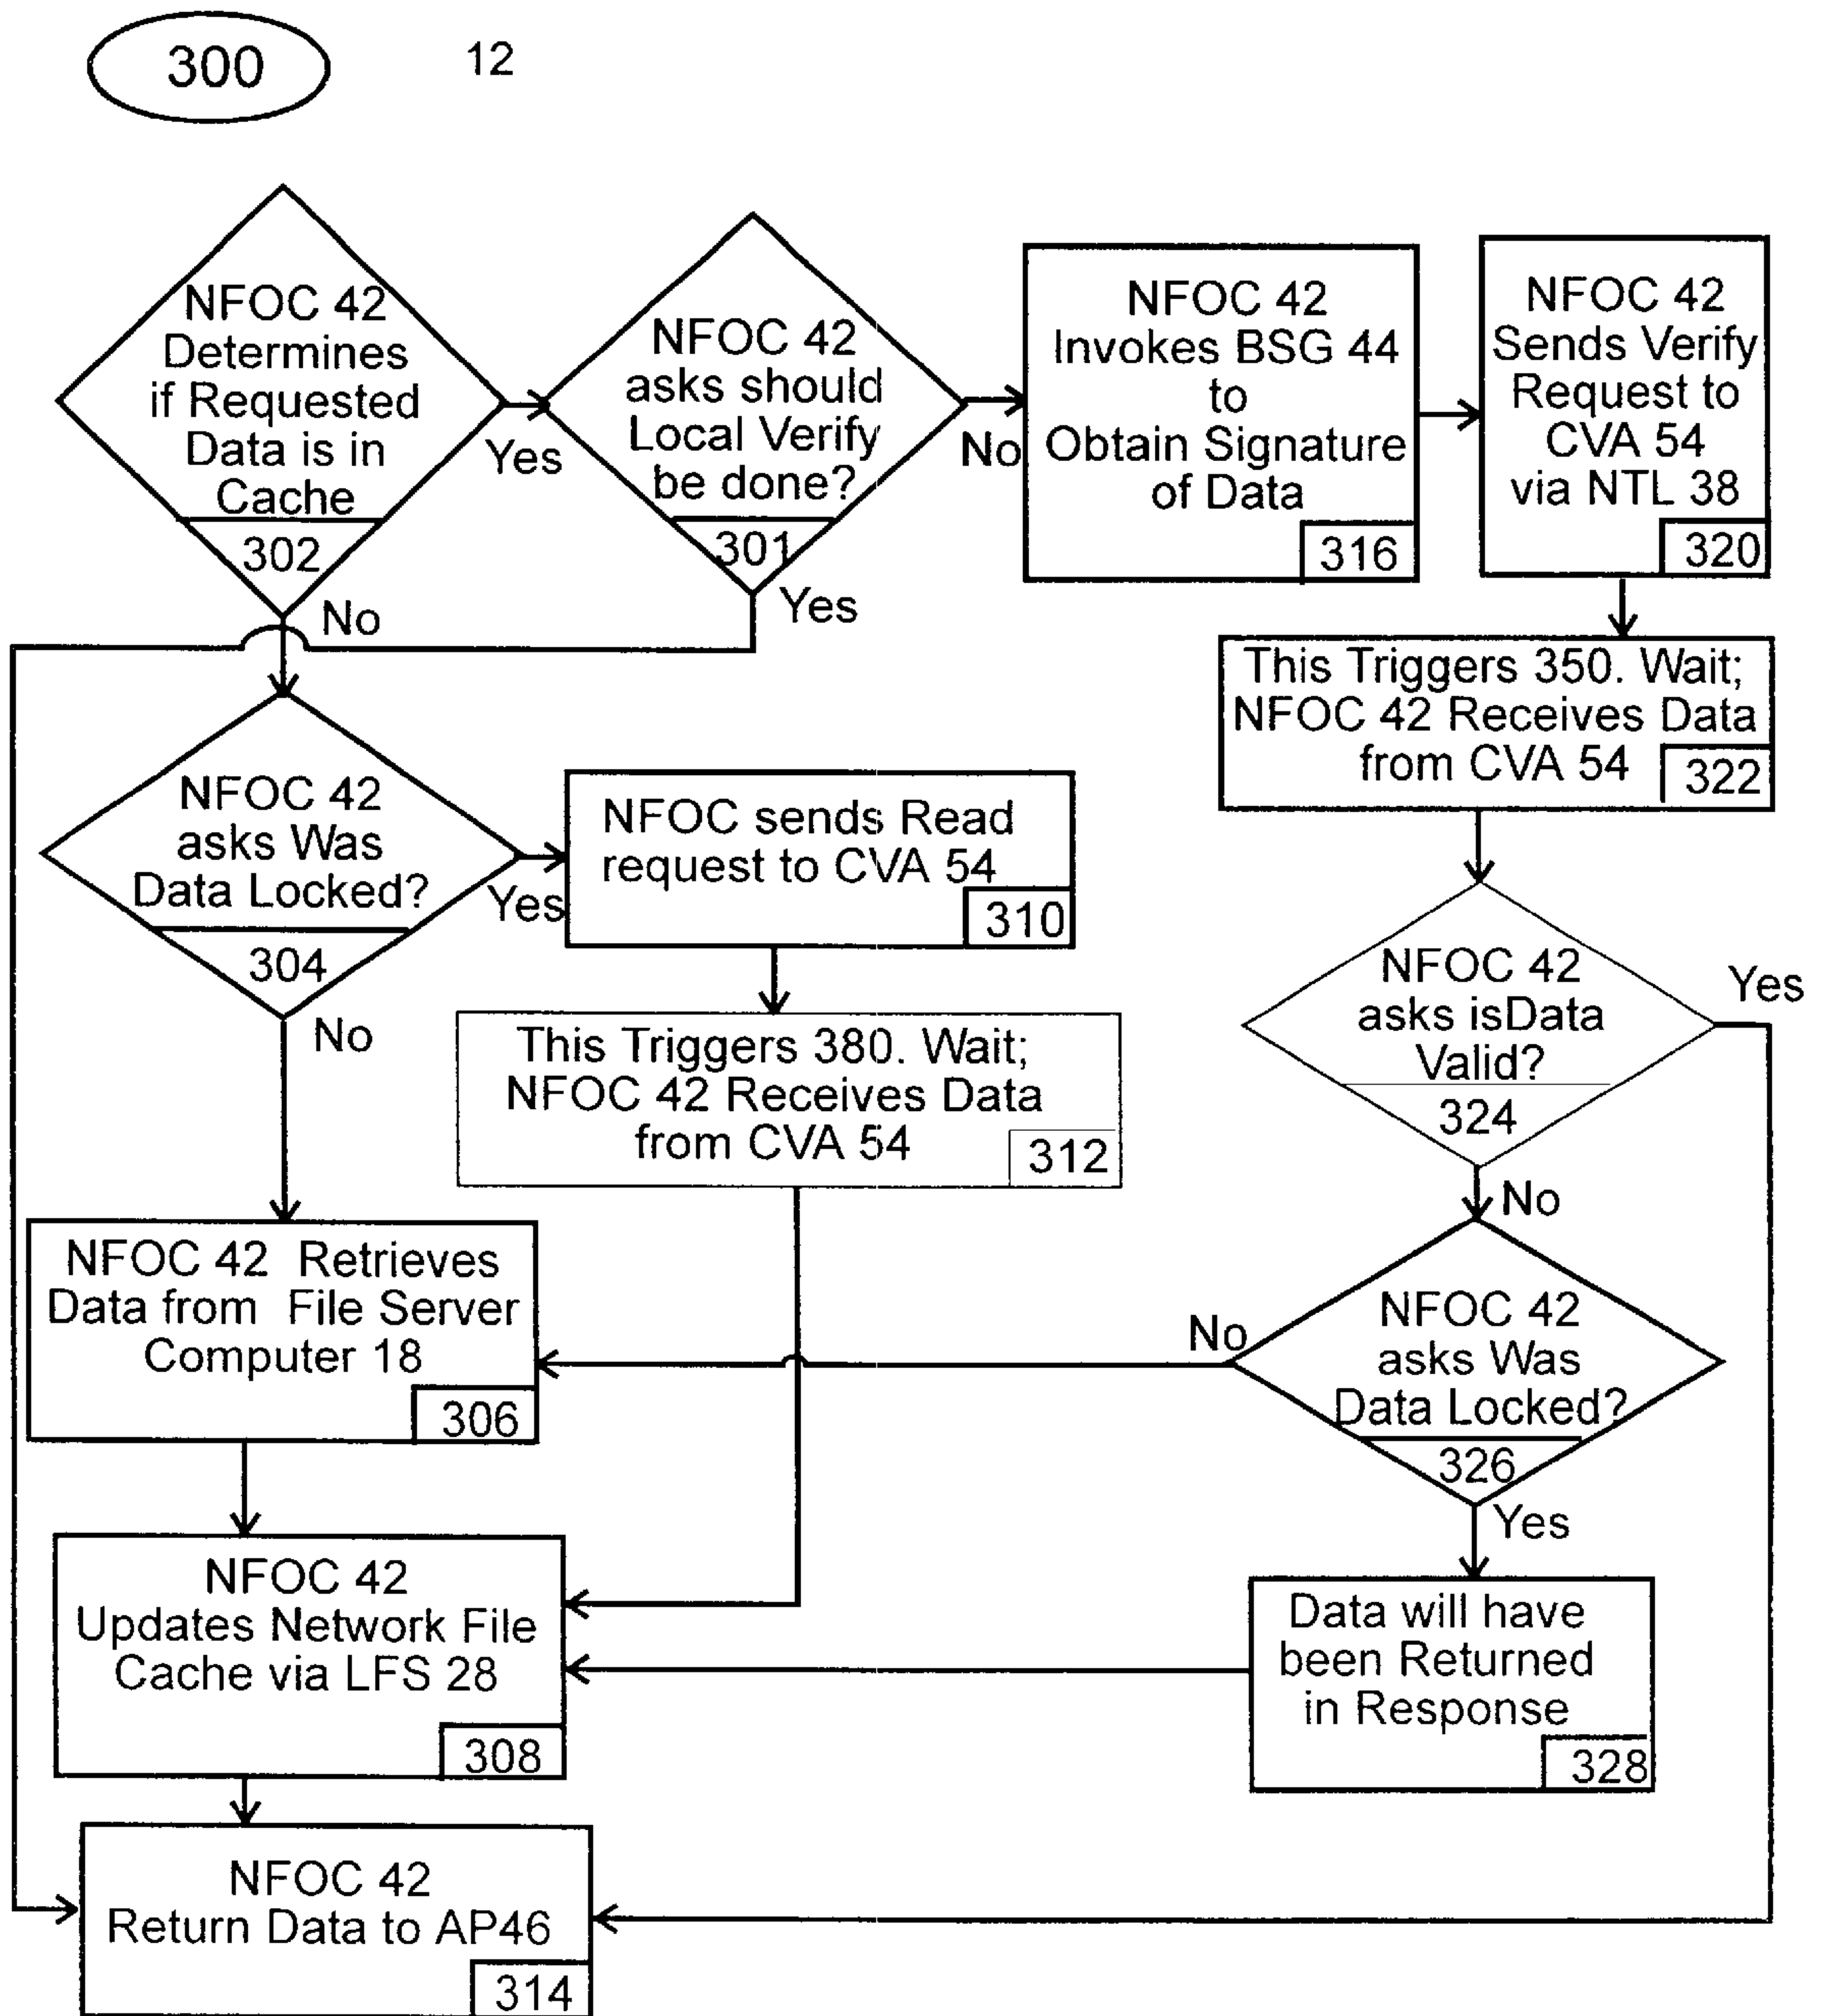 300
12
NFOC 42
Determines
if Requested
Data is in
Cache
302
Yes
No
NFOC 42
asks should
Local Verify
be done?
301
No
Yes
NFOC 42
Invokes BSG 44
to
Obtain Signature
of Data
316
NFOC 42
Sends Verify
Request to
CVA 54
via NTL 38
320
This Triggers 350. Wait;
NFOC 42 Receives Data
from CVA 54
322
NFOC 42
asks Was
Data Locked?
304
Yes
No
NFOC sends Read
request to CVA 54
310
This Triggers 380. Wait;
NFOC 42 Receives Data
from CVA 54
312
NFOC 42
asks isData
Valid?
324
Yes
No
NFOC 42 Retrieves
Data from File Server
Computer 18
306
NFOC 42
asks Was
Data Locked?
326
No
Yes
NFOC 42
Updates Network File
Cache via LFS 28
308
Data will have
been Returned
in Response
328
NFOC 42
Return Data to AP46
314